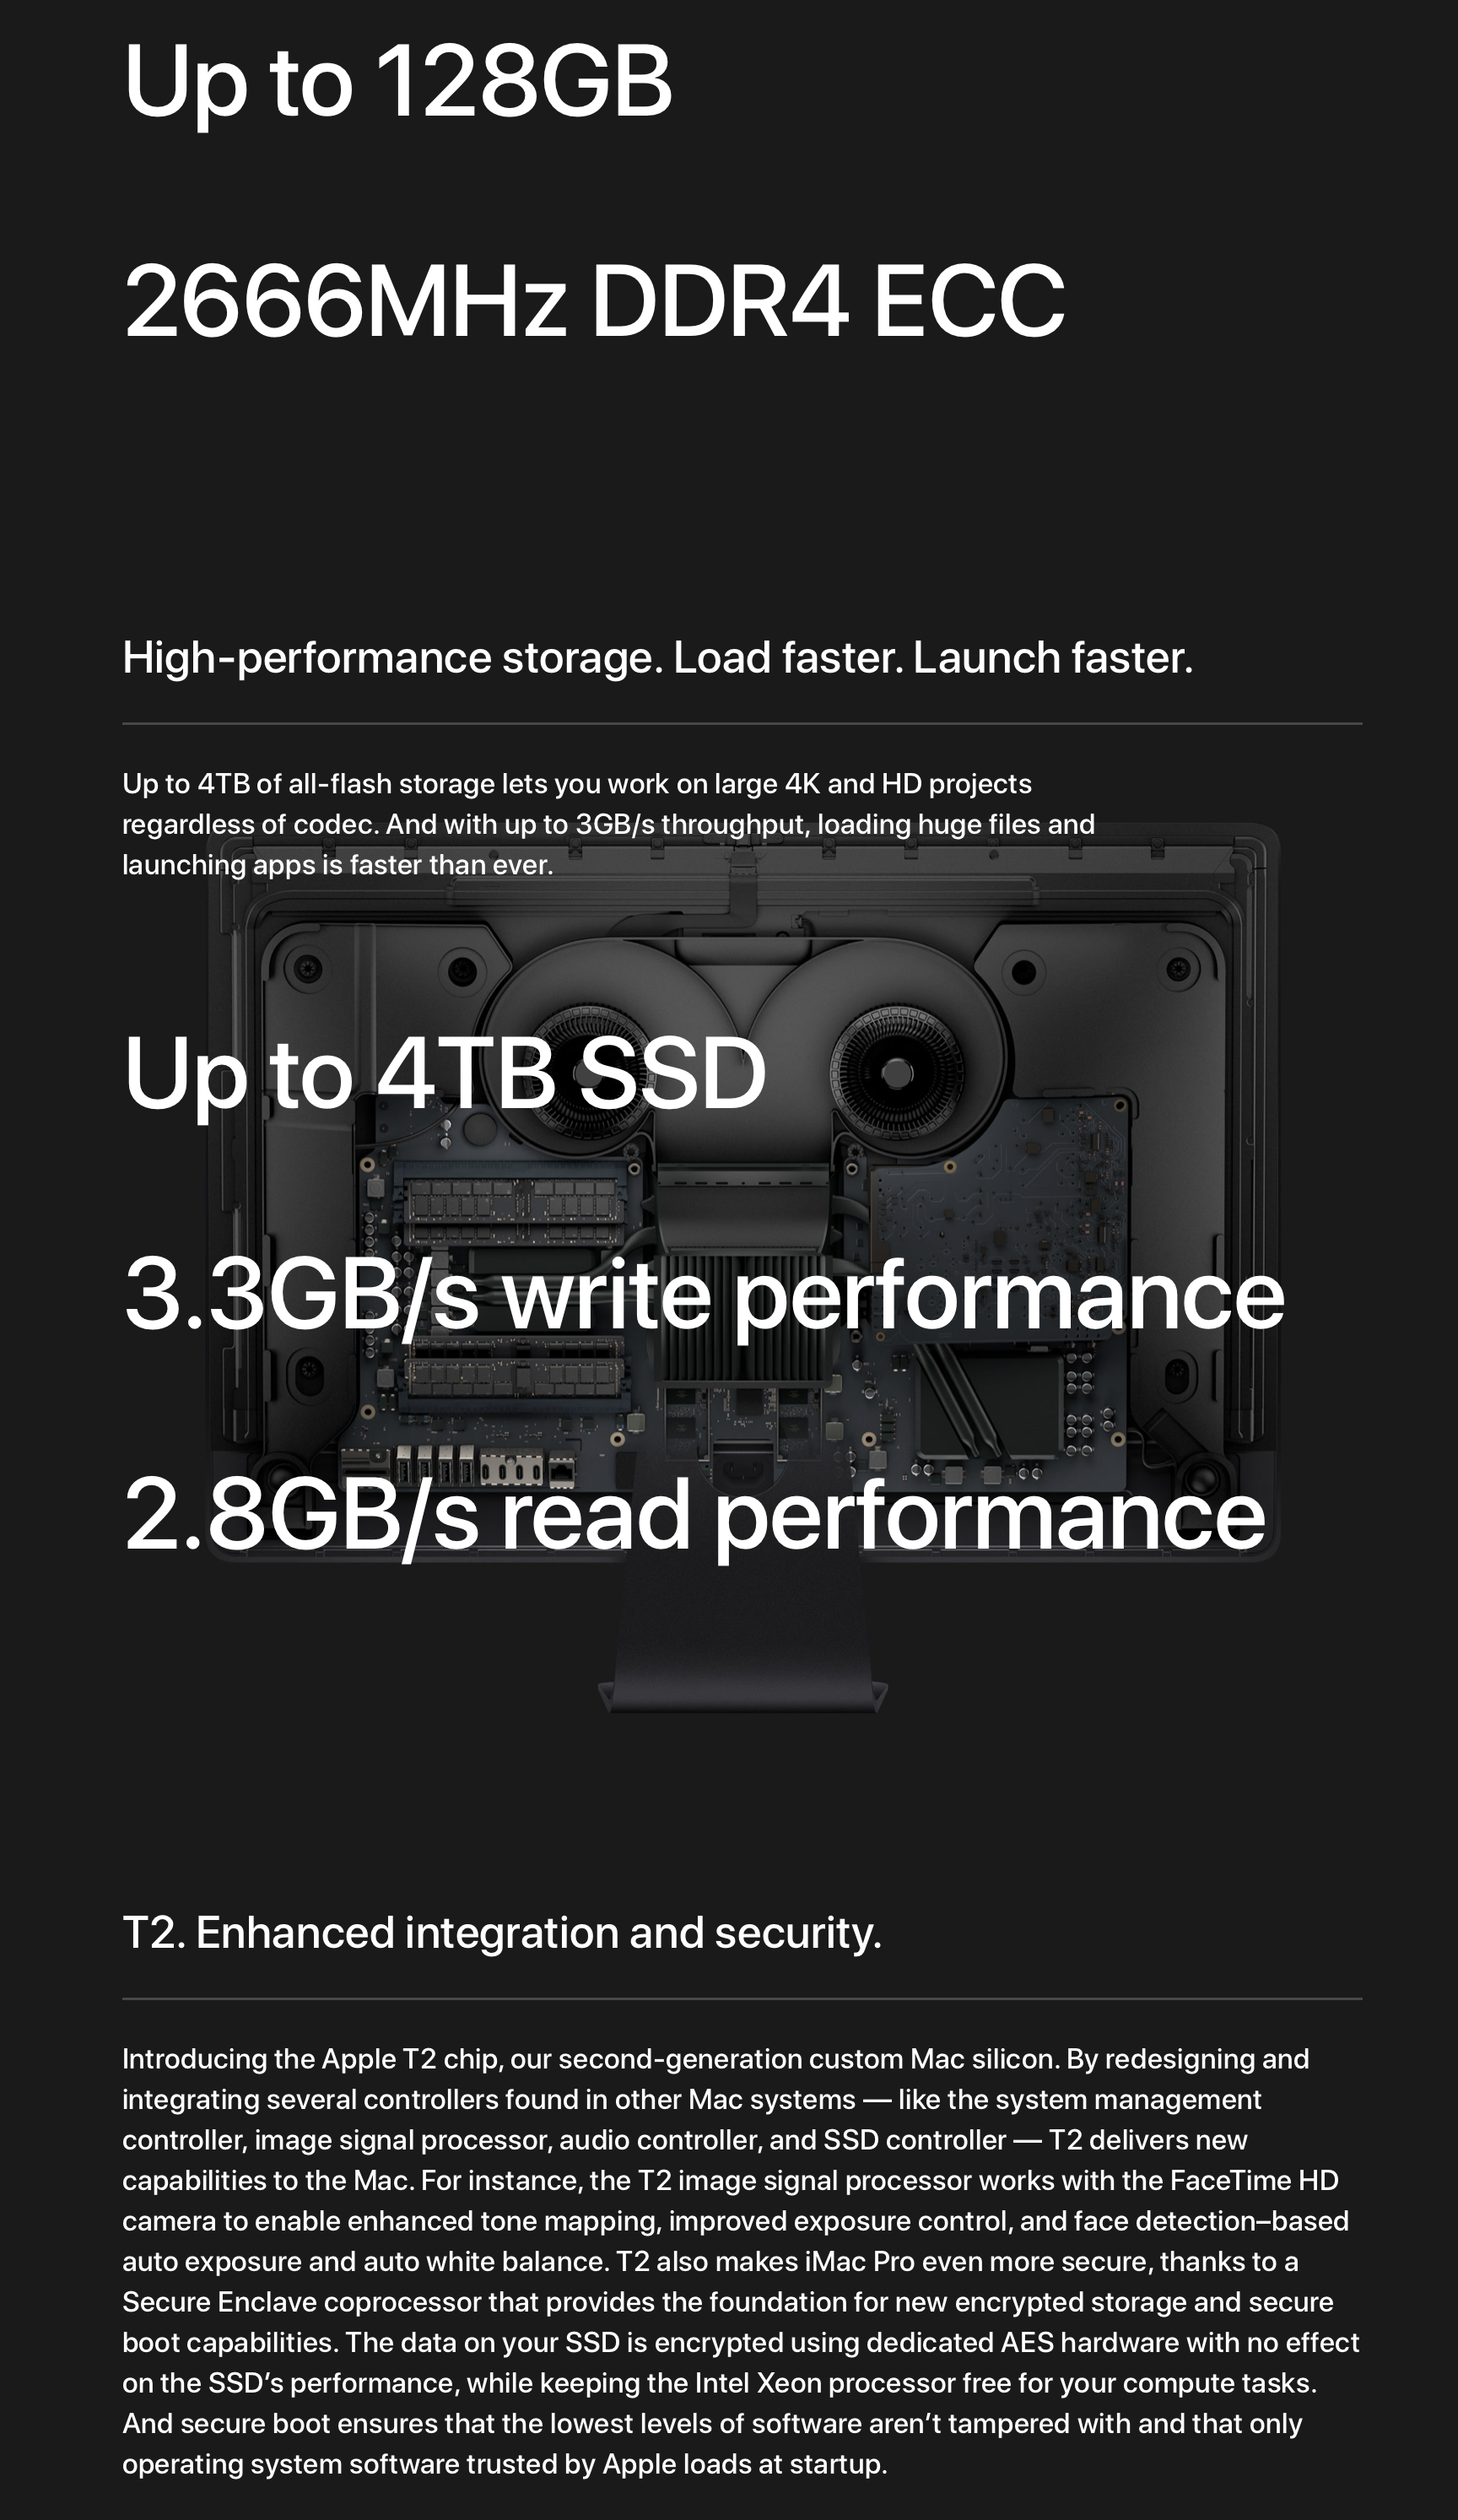 Up to 128GB
2666MHz DDR4 ECC
High-performance storage. Load faster. Launch faster.
Up to 4TB of all-flash storage lets you work on large 4K and HD projects
regardless of codec. And with up to 3GB/s throughput, loading huge files and
launching apps is faster than ever.
Up to 4TB SSD
3.3GB/s write performance
2.8GB/s read performance
T2. Enhanced integration and security.
Introducing the Apple T2 chip, our second-generation custom Mac silicon. By redesigning and
integrating several controllers found in other Mac systems — like the system management
controller, image signal processor, audio controller, and SSD controller — T2 delivers new
capabilities to the Mac. For instance, the T2 image signal processor works with the FaceTime HD
camera to enable enhanced tone mapping, improved exposure control, and face detection–based
auto exposure and auto white balance. T2 also makes iMac Pro even more secure, thanks to a
Secure Enclave coprocessor that provides the foundation for new encrypted storage and secure
boot capabilities. The data on your SSD is encrypted using dedicated AES hardware with no effect
on the SSD’s performance, while keeping the Intel Xeon processor free for your compute tasks.
And secure boot ensures that the lowest levels of software aren’t tampered with and that only
operating system software trusted by Apple loads at startup.